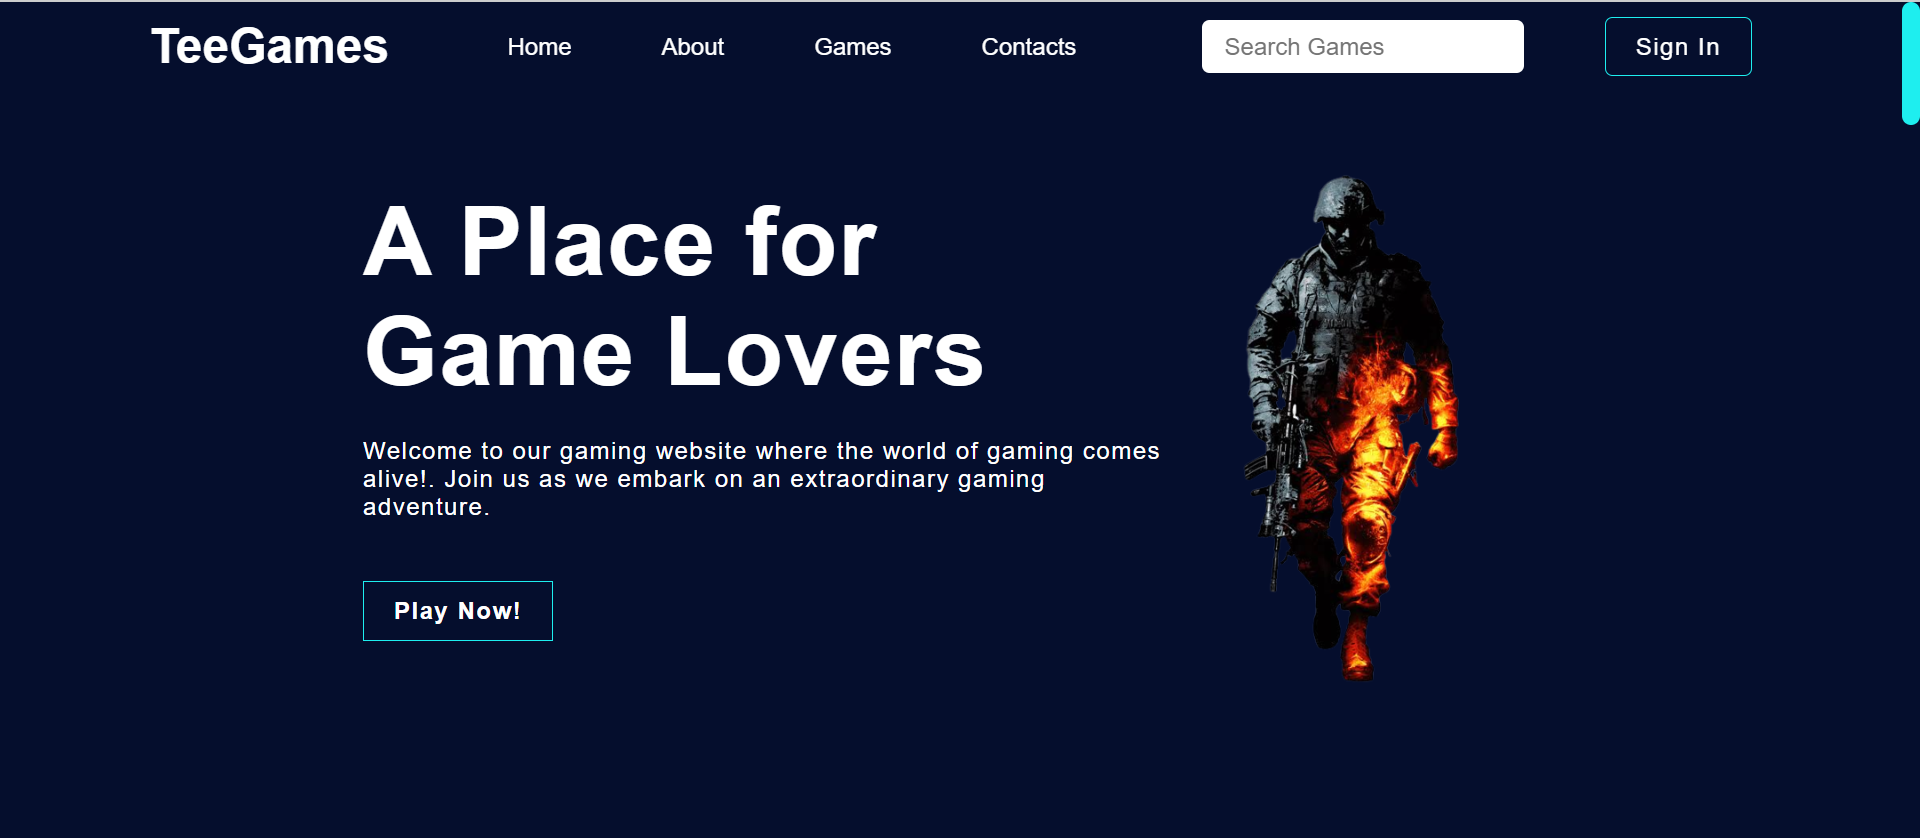 TeeGames
Home
About
Games
Contacts
Search Games
Sign In
A Place for
Game Lovers
Welcome to our gaming website where the world of gaming comes
alive!. Join us as we embark on an extraordinary gaming
adventure.
Play Now!